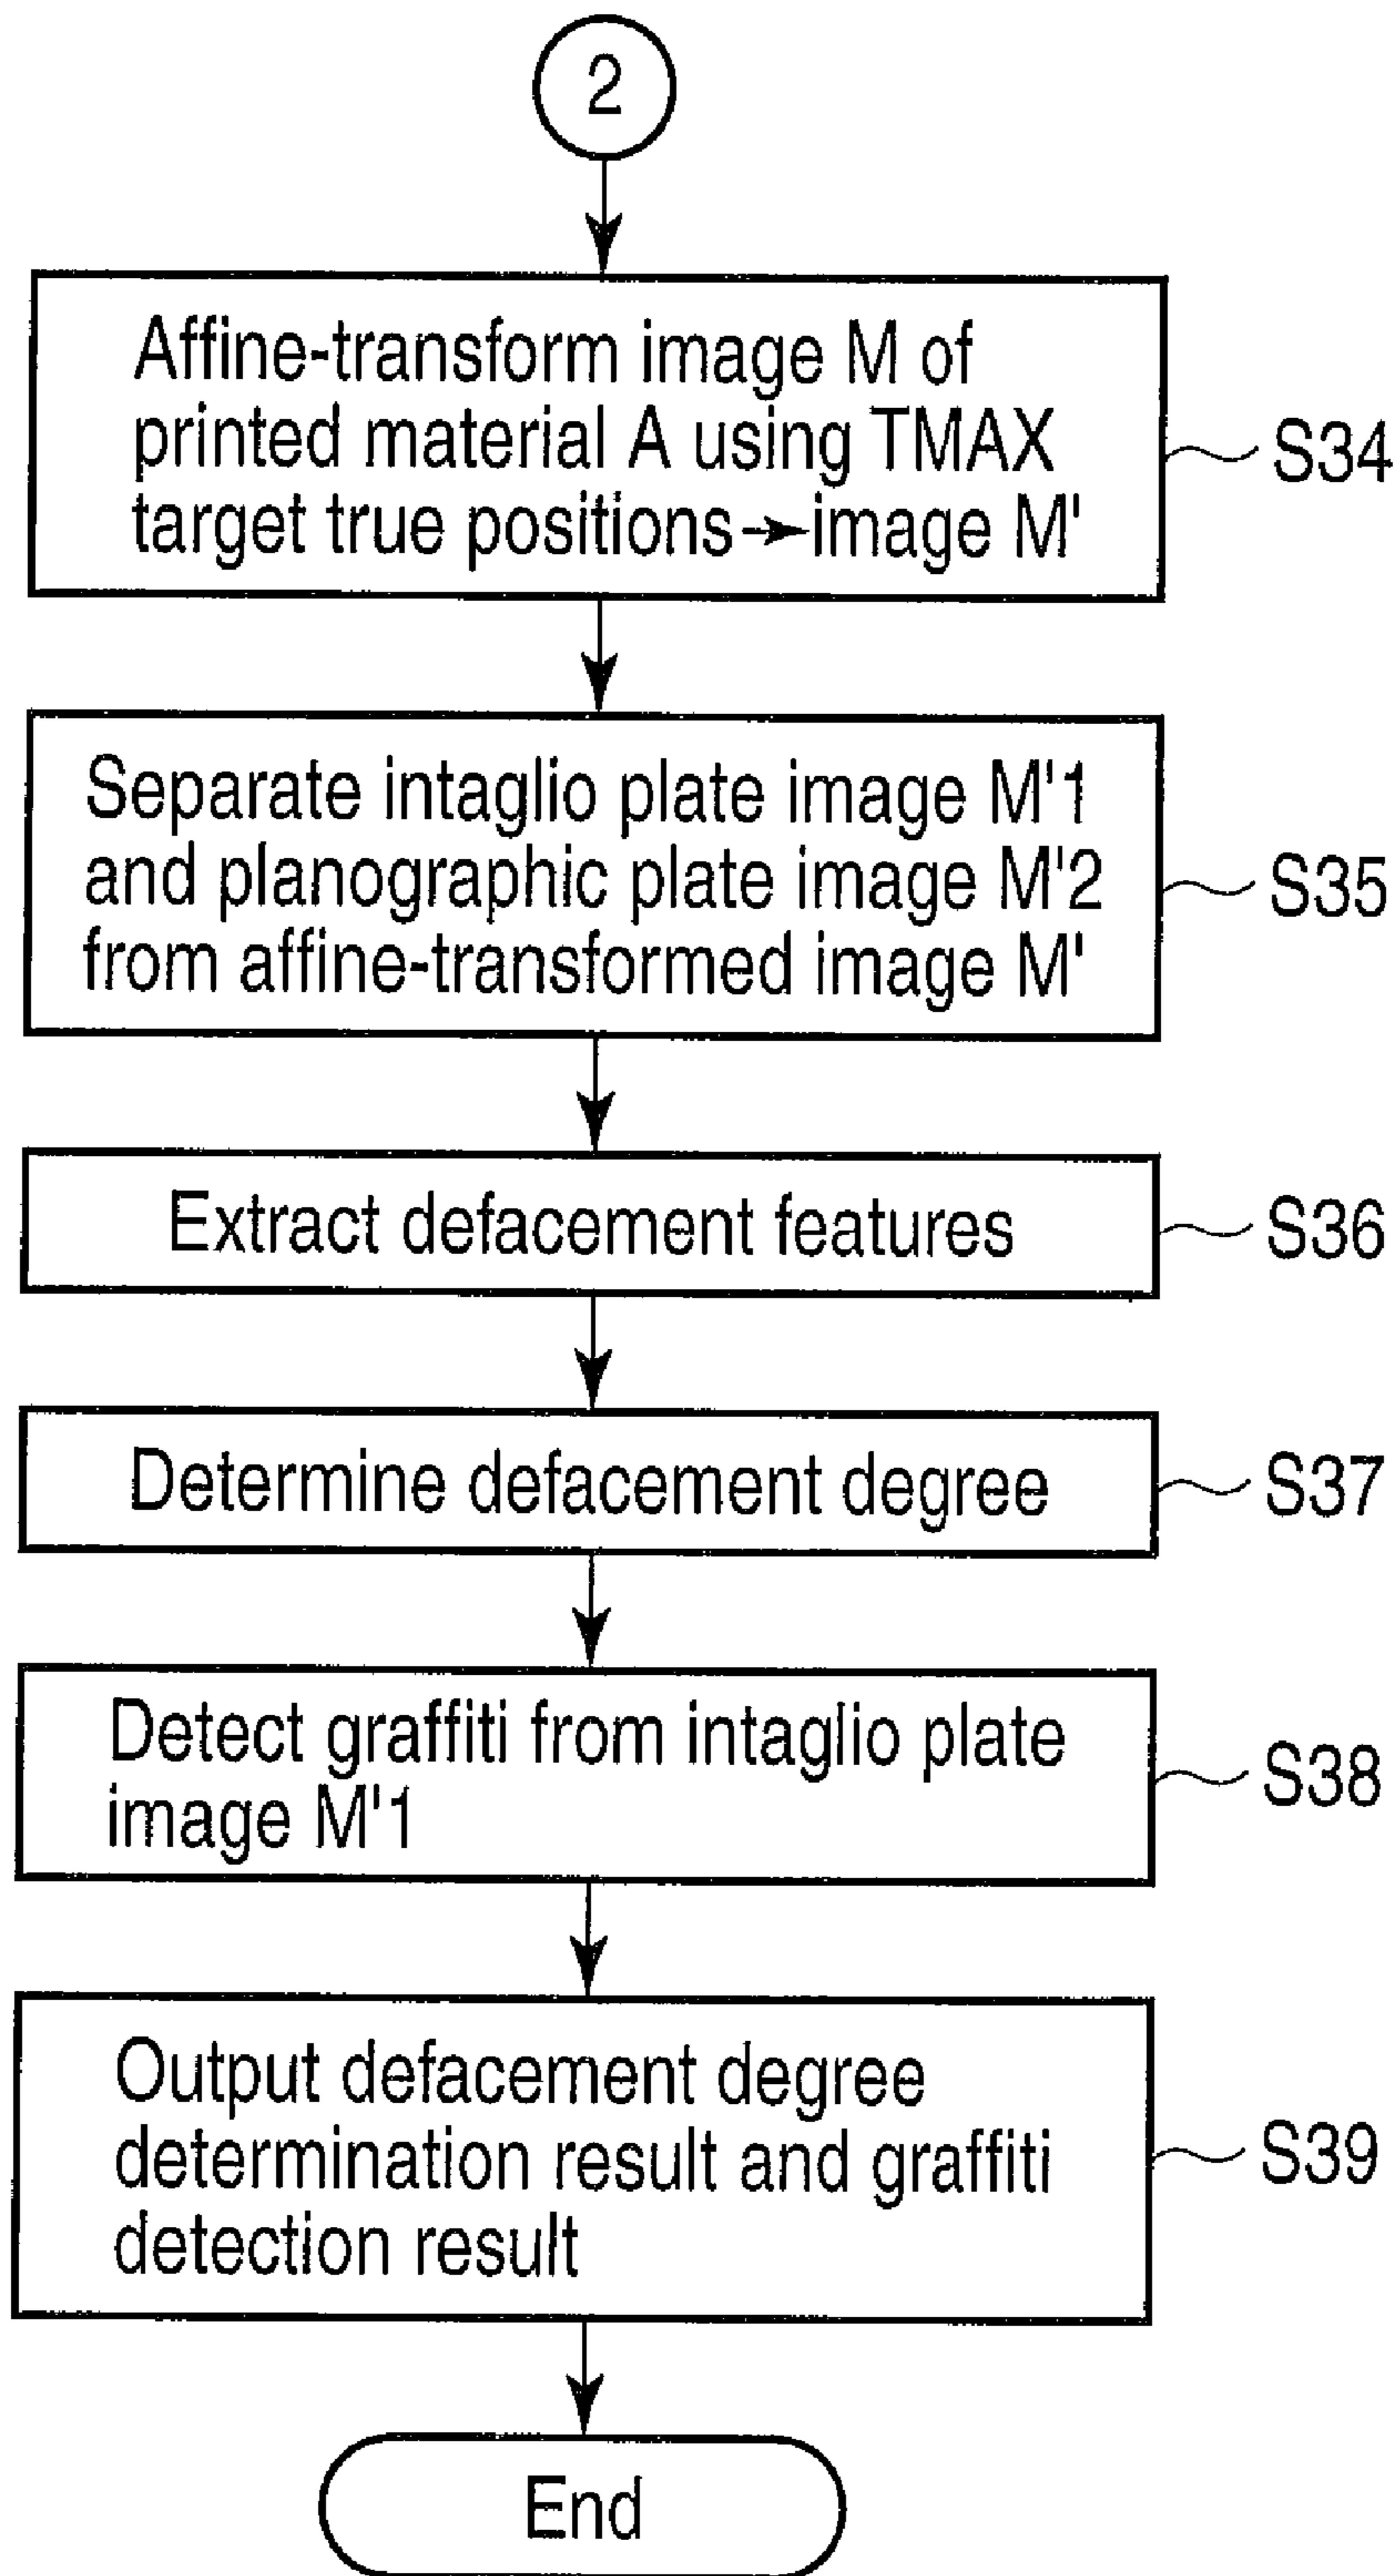 2
Affine-transform image M of
printed material A using TMAX
target true positions→image M'
S34
Separate intaglio plate image M'1
and planographic plate image M'2
from affine-transformed image M'
S35
Extract defacement features
S36
Determine defacement degree
S37
Detect graffiti from intaglio plate
image M'1
S38
Output defacement degree
determination result and graffiti
detection result
S39
End